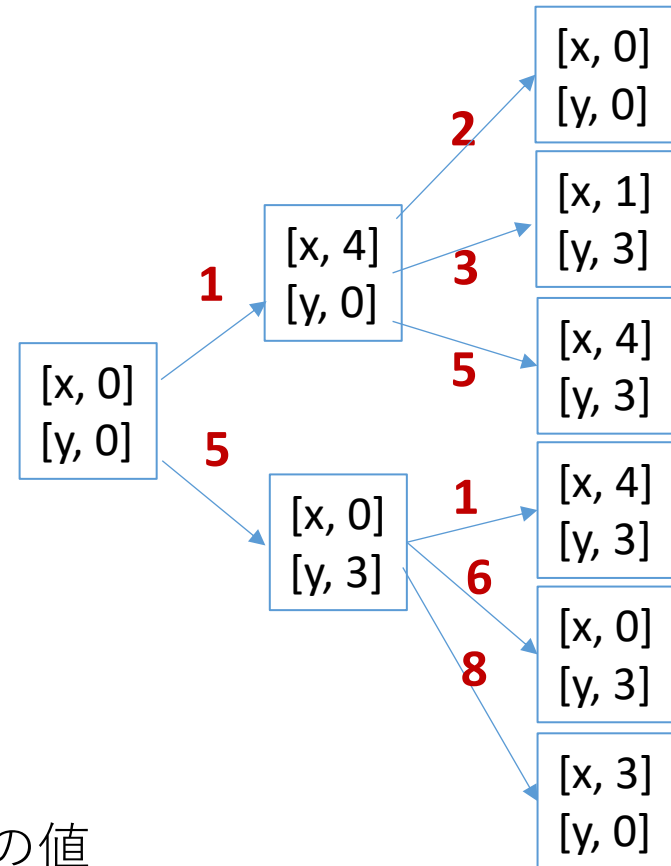 [x, 0]
[y, 0]
1
5
[x, 4]
[y, 0]
2
3
5
[x, 0]
[y, 3]
1
6
8
[x, 0]
[y, 0]
[x, 1]
[y, 3]
[x, 4]
[y, 3]
[x, 4]
[y, 3]
[x, 0]
[y, 3]
[x, 3]
[y, 0]
の値